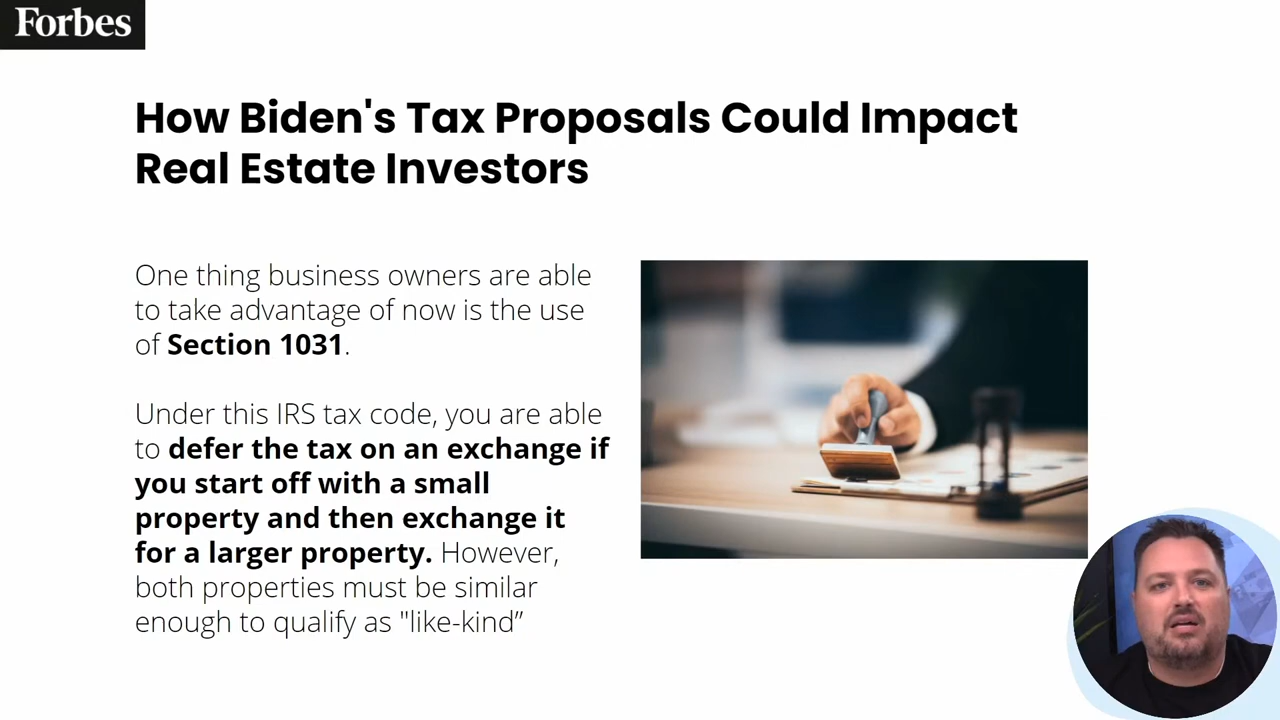 Forbes
How Biden's Tax Proposals Could Impact
Real Estate Investors
One thing business owners are able
to take advantage of now is the use
of Section 1031.
Under this IRS tax code, you are able
to defer the tax on an exchange if
you start off with a small
property and then exchange it
for a larger property. However,
both properties must be similar
enough to qualify as "like-kind”